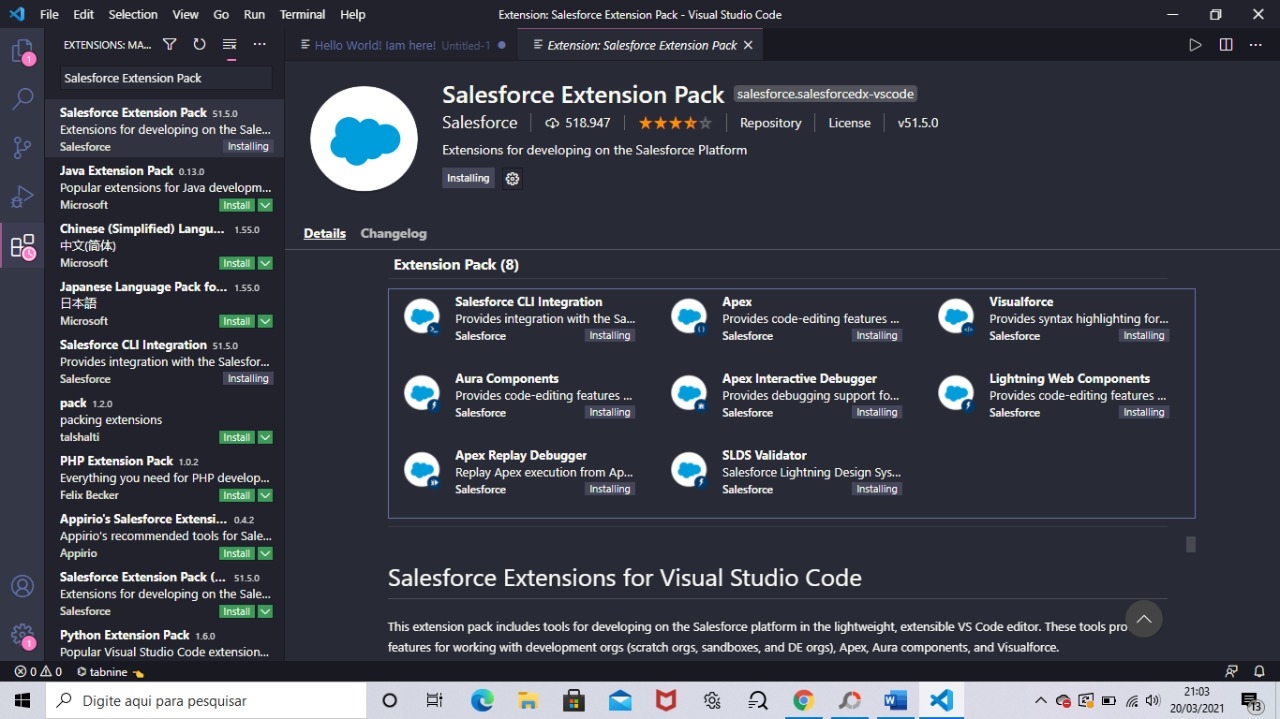 File Edit Selection View Go Run Terminal Help
Extension: Salesforce Extension Pack - Visual Studio Code
EXTENSIONS: MA...
Hello World! Iam here! Untitled-1
Extension: Salesforce Extension Pack
1
Salesforce Extension Pack
Salesforce Extension Pack 51.5.0
Extensions for developing on the Sale...
Salesforce Installing
Java Extension Pack 0.13.0
Popular extensions for Java developm...
Microsoft Install
Chinese (Simplified) Langu... 1.55.0
中文(简体)
Microsoft Install
Japanese Language Pack fo... 1.55.0
日本語
Microsoft Install
Salesforce CLI Integration 51.5.0
Provides integration with the Salesfor...
Salesforce Installing
pack 1.2.0
packing extensions
talshalti Install
PHP Extension Pack 1.0.2
Everything you need for PHP develop...
Felix Becker Install
Appirio's Salesforce Extensi... 0.4.2
Appirio's recommended tools for Sale...
Appirio Install
Salesforce Extension Pack (... 51.5.0
Extensions for developing on the Sale...
Salesforce Install
Python Extension Pack 1.6.0
Popular Visual Studio Code extension...
1
Salesforce Extension Pack salesforce.salesforcedx-vscode
Salesforce 518.947 Repository License v51.5.0
Extensions for developing on the Salesforce Platform
Installing
Details Changelog
Extension Pack (8)
Salesforce CLI Integration
Provides integration with the Sa...
Salesforce Installing
Apex
Provides code-editing features ...
Salesforce Installing
Visualforce
Provides syntax highlighting for...
Salesforce Installing
Aura Components
Provides code-editing features ...
Salesforce Installing
Apex Interactive Debugger
Provides debugging support fo...
Salesforce Installing
Lightning Web Components
Provides code-editing features ...
Salesforce Installing
Apex Replay Debugger
Replay Apex execution from Ap...
Salesforce Installing
SLDS Validator
Salesforce Lightning Design Sys...
Salesforce Installing
Salesforce Extensions for Visual Studio Code
This extension pack includes tools for developing on the Salesforce platform in the lightweight, extensible VS Code editor. These tools pro
features for working with development orgs (scratch orgs, sandboxes, and DE orgs), Apex, Aura components, and Visualforce.
0 0 tabnine
Digite aqui para pesquisar
21:03
20/03/2021
13